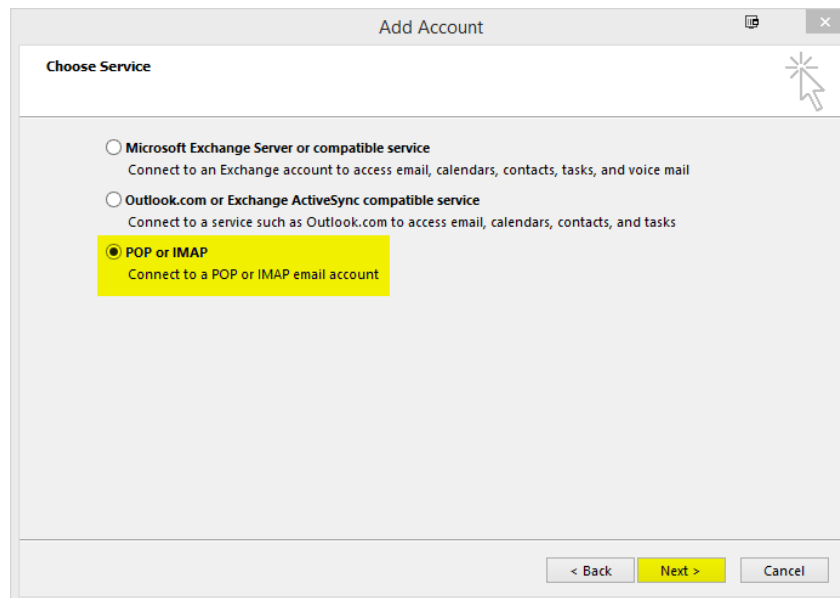 Add Account
Choose Service
Microsoft Exchange Server or compatible service
Connect to an Exchange account to access email, calendars, contacts, tasks, and voice mail
Outlook.com or Exchange ActiveSync compatible service
Connect to a service such as Outlook.com to access email, calendars, contacts, and tasks
POP or IMAP
Connect to a POP or IMAP email account
< Back Next > Cancel